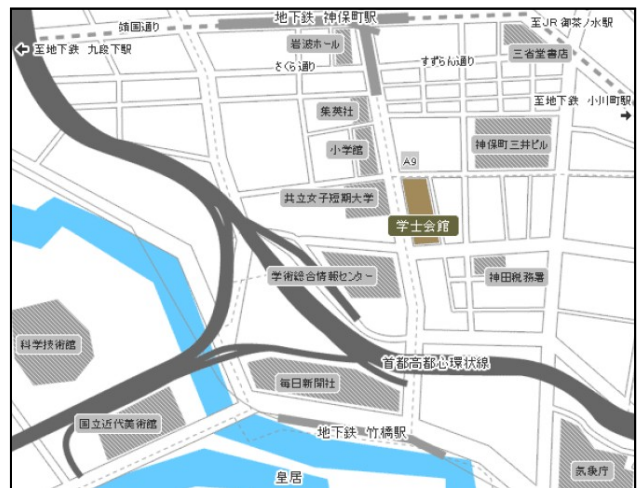 靖国通り
地下鉄 神保町駅
至JR 御茶ノ水駅
至地下鉄 九段下駅
岩波ホール
三省堂書店
さくら通り
すずらん通り
至地下鉄 小川町駅
集英社
小学館
神保町三井ビル
A9
共立女子短期大学
学士会館
学術総合情報センター
神田税務署
科学技術館
首都高都心環状線
毎日新聞社
国立近代美術館
地下鉄 竹橋駅
気象庁
皇居